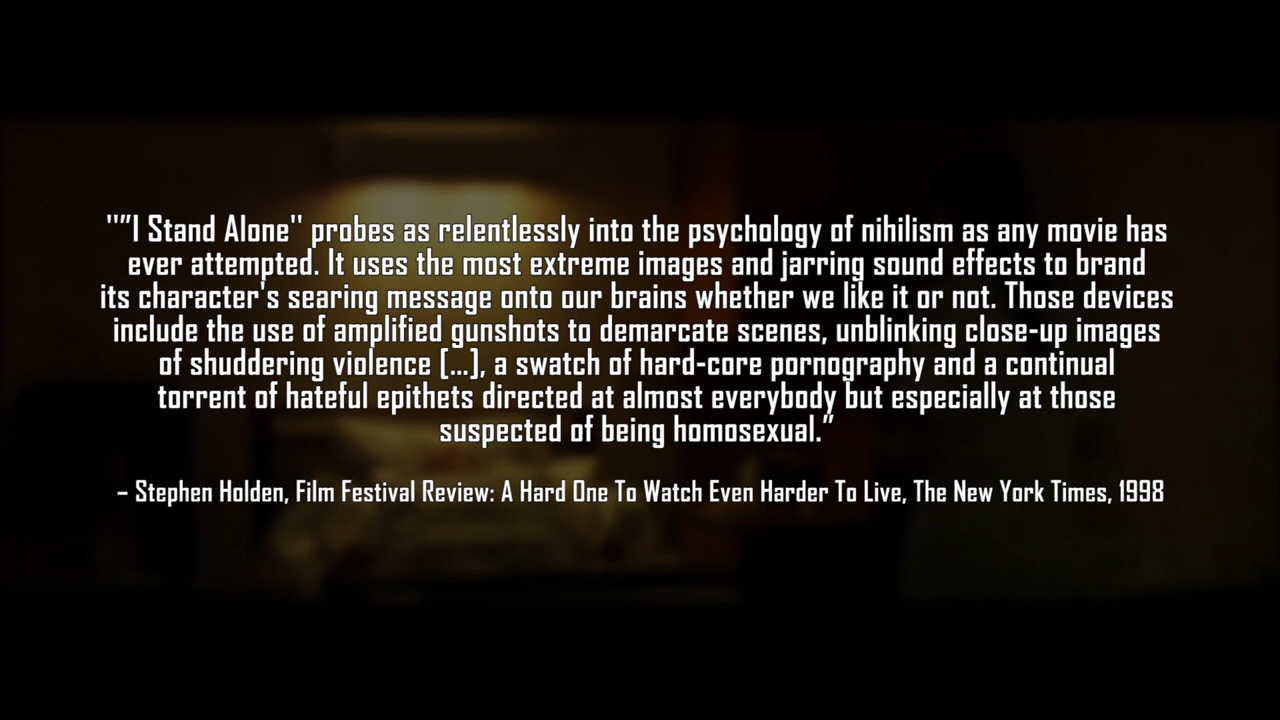 ''”I Stand Alone'' probes as relentlessly into the psychology of nihilism as any movie has
ever attempted. It uses the most extreme images and jarring sound effects to brand
its character's searing message onto our brains whether we like it or not. Those devices
include the use of amplified gunshots to demarcate scenes, unblinking close-up images
of shuddering violence [...], a swatch of hard-core pornography and a continual
torrent of hateful epithets directed at almost everybody but especially at those
suspected of being homosexual.”
– Stephen Holden, Film Festival Review: A Hard One To Watch Even Harder To Live, The New York Times, 1998